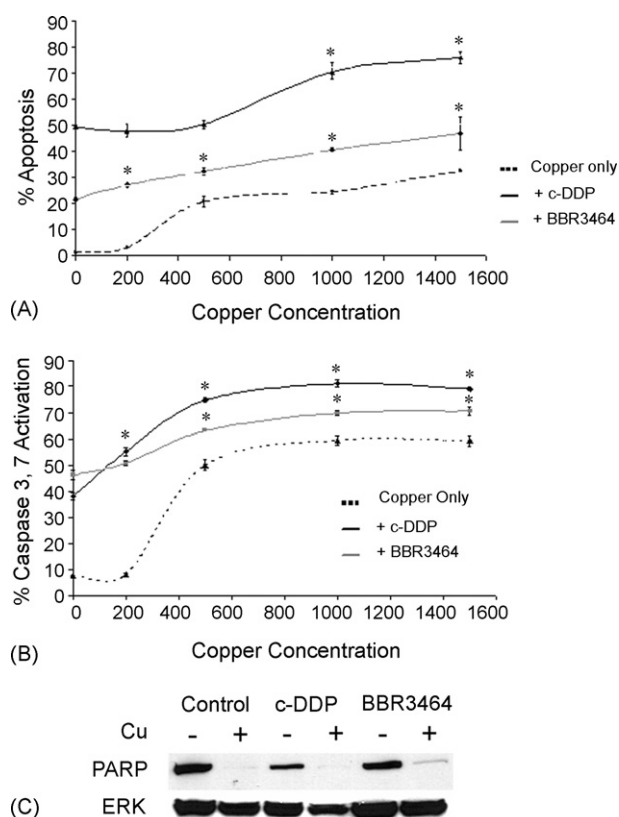 90
80
70
60
50
40
30
20
10
0
% Apoptosis
* * * * * *
0 200 400 600 800 1000 1200 1400 1600
Copper Concentration
Copper only
+ c-DDP
+ BBR3464
(A)
90
80
70
60
50
40
30
20
10
0
% Caspase 3, 7 Activation
* * * * * * *
0 200 400 600 800 1000 1200 1400 1600
Copper Concentration
Copper Only
+ c-DDP
+ BBR3464
(B)
Control c-DDP BBR3464
Cu - + - + - +
PARP
(C) ERK